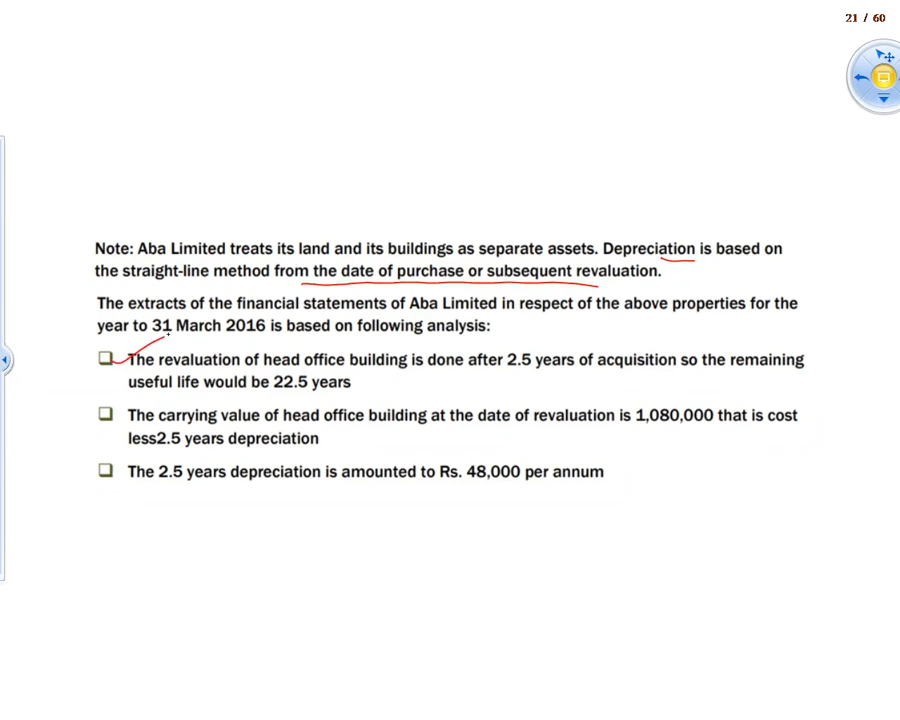 21 / 60
Note: Aba Limited treats its land and its buildings as separate assets. Depreciation is based on
the straight-line method from the date of purchase or subsequent revaluation.
The extracts of the financial statements of Aba Limited in respect of the above properties for the
year to 31 March 2016 is based on following analysis:
The revaluation of head office building is done after 2.5 years of acquisition so the remaining
useful life would be 22.5 years
The carrying value of head office building at the date of revaluation is 1,080,000 that is cost
less2.5 years depreciation
The 2.5 years depreciation is amounted to Rs. 48,000 per annum